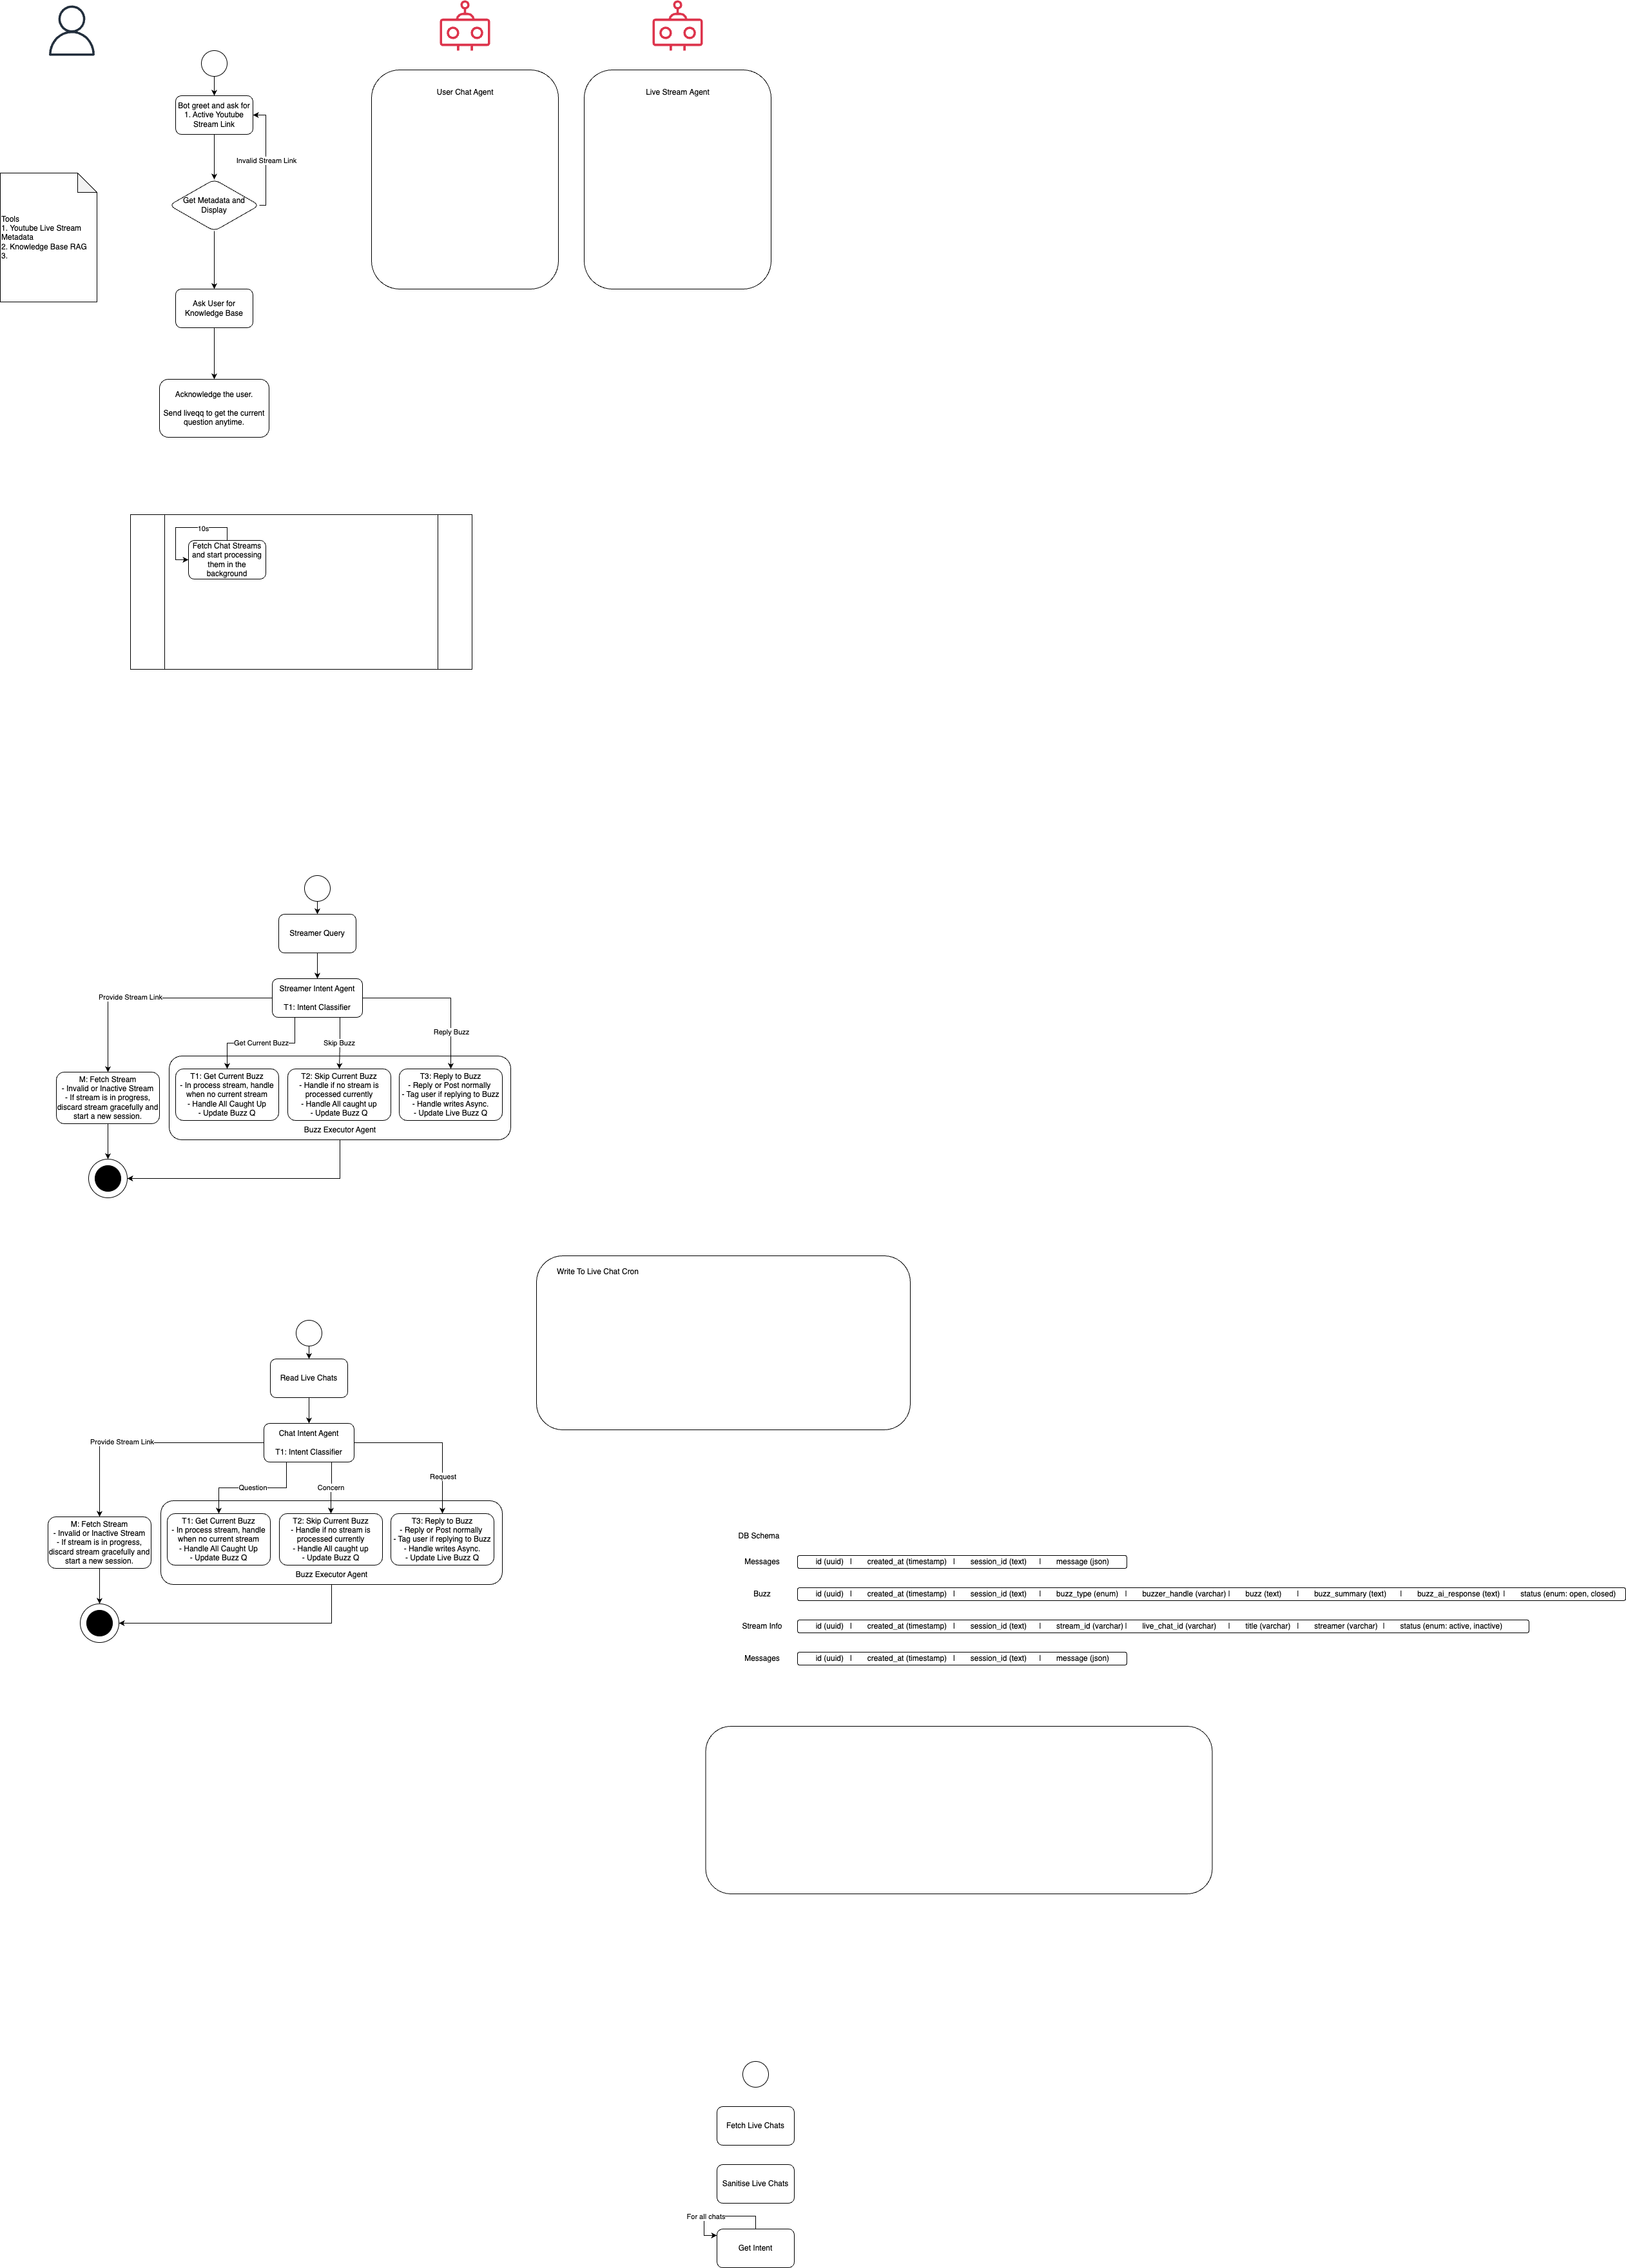 User Chat Agent
Live Stream Agent
Bot greet and ask for
1. Active Youtube
Stream Link
Invalid Stream Link
Get Metadata and
Display
Tools
1. Youtube Live Stream
Metadata
2. Knowledge Base RAG
3.
Ask User for
Knowledge Base
Acknowledge the user.
Send liveqq to get the current
question anytime.
10s
Fetch Chat Streams
and start processing
them in the
background
Streamer Query
Streamer Intent Agent
T1: Intent Classifier
Provide Stream Link
Reply Buzz
Get Current Buzz
Skip Buzz
M: Fetch Stream
- Invalid or Inactive Stream
- If stream is in progress,
discard stream gracefully and
start a new session.
T1: Get Current Buzz
- In process stream, handle
when no current stream
- Handle All Caught Up
- Update Buzz Q
T2: Skip Current Buzz
- Handle if no stream is
processed currently
- Handle All caught up
- Update Buzz Q
T3: Reply to Buzz
- Reply or Post normally
- Tag user if replying to Buzz
- Handle writes Async.
- Update Live Buzz Q
Buzz Executor Agent
Write To Live Chat Cron
Read Live Chats
Chat Intent Agent
T1: Intent Classifier
Provide Stream Link
Request
Question
Concern
M: Fetch Stream
- Invalid or Inactive Stream
- If stream is in progress,
discard stream gracefully and
start a new session.
T1: Get Current Buzz
- In process stream, handle
when no current stream
- Handle All Caught Up
- Update Buzz Q
T2: Skip Current Buzz
- Handle if no stream is
processed currently
- Handle All caught up
- Update Buzz Q
T3: Reply to Buzz
- Reply or Post normally
- Tag user if replying to Buzz
- Handle writes Async.
- Update Live Buzz Q
Buzz Executor Agent
DB Schema
Messages id (uuid) | created_at (timestamp) | session_id (text) | message (json)
Buzz id (uuid) | created_at (timestamp) | session_id (text) | buzz_type (enum) | buzzer_handle (varchar) | buzz (text) | buzz_summary (text) | buzz_ai_response (text) | status (enum: open, closed)
Stream Info id (uuid) | created_at (timestamp) | session_id (text) | stream_id (varchar) | live_chat_id (varchar) | title (varchar) | streamer (varchar) | status (enum: active, inactive)
Messages id (uuid) | created_at (timestamp) | session_id (text) | message (json)
Fetch Live Chats
Sanitise Live Chats
For all chats
Get Intent